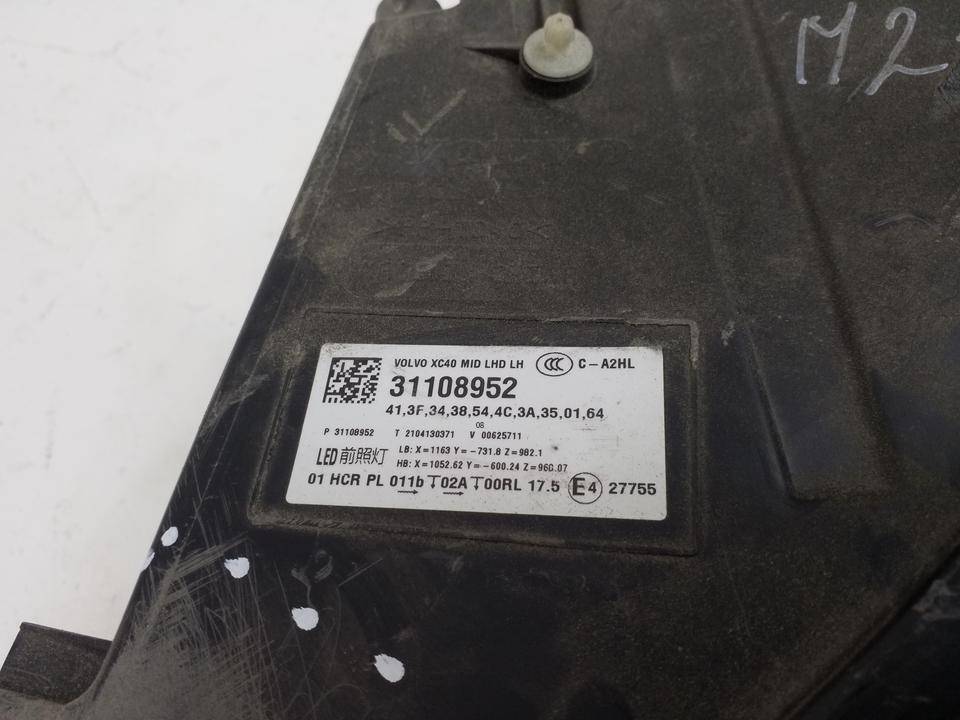 M2
VOLVO XC40 MID LHD LH CCC C-A2HL
31108952
41,3F,34,38,54,4C,3A,35,01,64
08
P 31108952 T 2104130371 V 00625711
LED前照灯 LB: X=1163 Y=-731.8 Z=982.1
HB: X=1052.62 Y=-600.24 Z=960.07
01 HCR PL 011b 02A 00RL 17.5 E4 27755